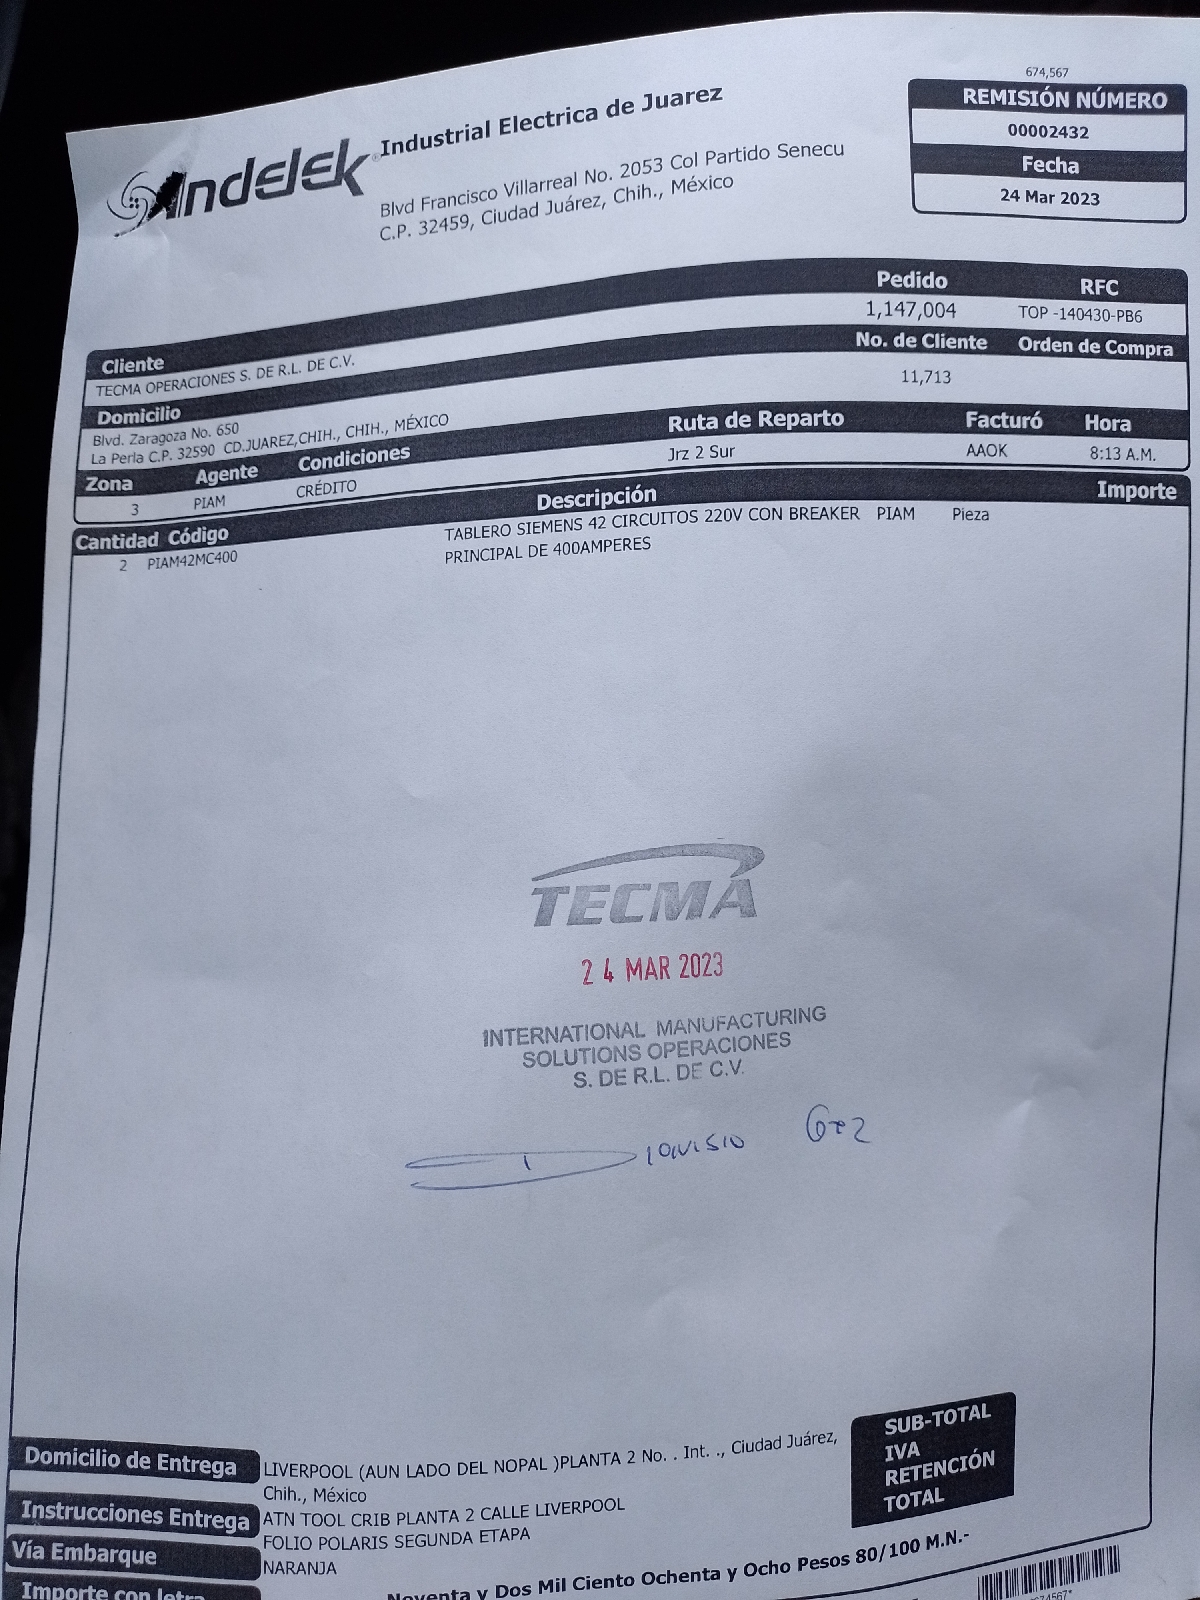 674,567
REMISIÓN NÚMERO
00002432
Fecha
24 Mar 2023
Indelek®
Industrial Electrica de Juarez
Blvd Francisco Villarreal No. 2053 Col Partido Senecu
C.P. 32459, Ciudad Juárez, Chih., México
Cliente Pedido RFC
TECMA OPERACIONES S. DE R.L. DE C.V. 1,147,004 TOP -140430-PB6
Domicilio No. de Cliente Orden de Compra
Blvd. Zaragoza No. 650 11,713
La Perla C.P. 32590 CD.JUAREZ,CHIH., CHIH., MÉXICO
Zona Agente Condiciones Ruta de Reparto Facturó Hora
3 PIAM CRÉDITO Jrz 2 Sur AAOK 8:13 A.M.
Cantidad Código Descripción Importe
2 PIAM42MC400 TABLERO SIEMENS 42 CIRCUITOS 220V CON BREAKER PIAM Pieza
PRINCIPAL DE 400AMPERES
TECMA
24 MAR 2023
INTERNATIONAL MANUFACTURING
SOLUTIONS OPERACIONES
S. DE R.L. DE C.V.
Domicilio de Entrega LIVERPOOL (AUN LADO DEL NOPAL )PLANTA 2 No. . Int. ., Ciudad Juárez,
Chih., México
Instrucciones Entrega ATN TOOL CRIB PLANTA 2 CALLE LIVERPOOL
FOLIO POLARIS SEGUNDA ETAPA
Vía Embarque NARANJA
SUB-TOTAL
IVA
RETENCIÓN
TOTAL
Importe con letra Noventa y Dos Mil Ciento Ochenta y Ocho Pesos 80/100 M.N.-